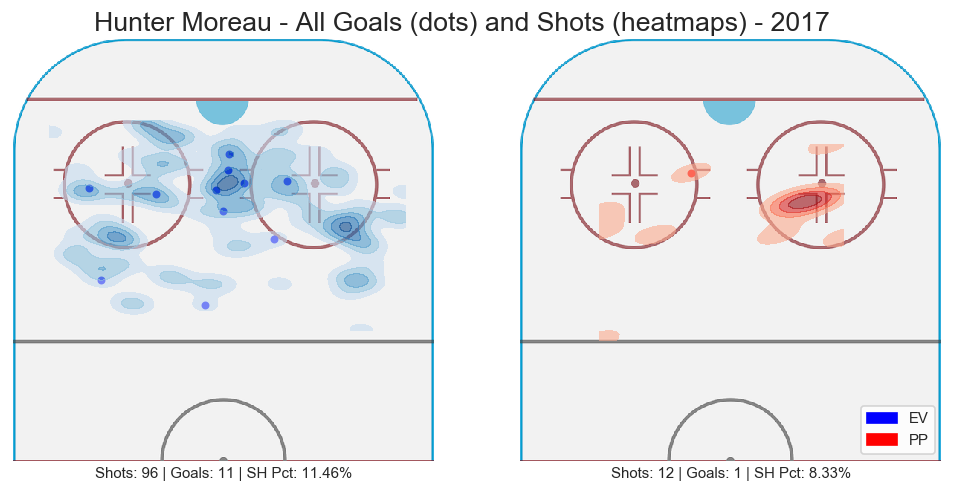 Hunter Moreau - All Goals (dots) and Shots (heatmaps) - 2017
EV
PP
Shots: 96 | Goals: 11 | SH Pct: 11.46%
Shots: 12 | Goals: 1 | SH Pct: 8.33%